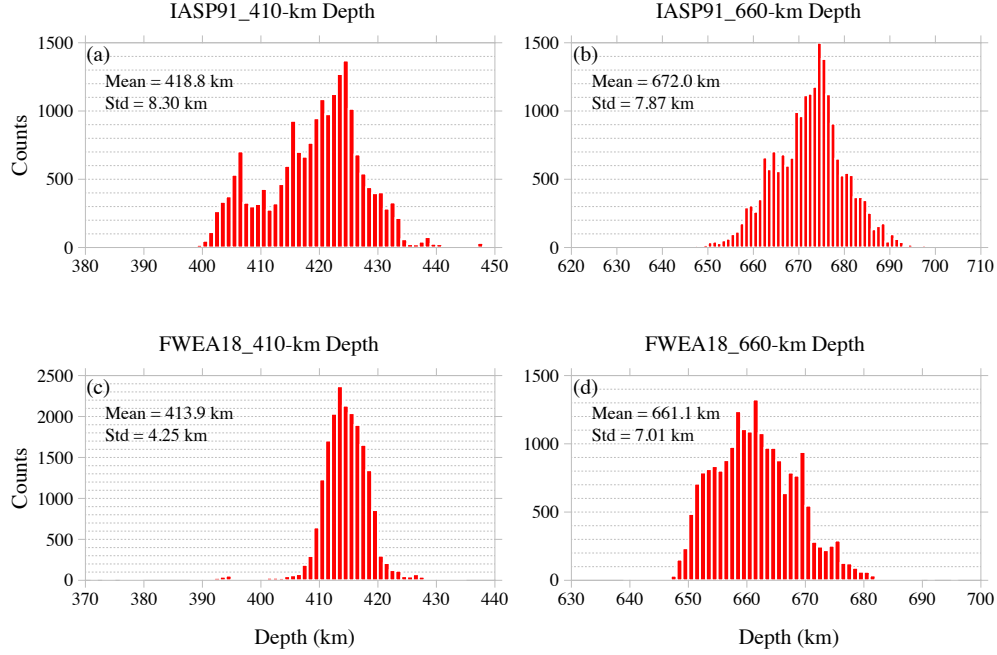 IASP91_410-km Depth
(a)
Mean = 418.8 km
Std = 8.30 km
Counts
1500
1000
500
0
380 390 400 410 420 430 440 450
IASP91_660-km Depth
(b)
Mean = 672.0 km
Std = 7.87 km
1500
1000
500
0
620 630 640 650 660 670 680 690 700 710
FWEA18_410-km Depth
(c)
Mean = 413.9 km
Std = 4.25 km
Counts
2500
2000
1500
1000
500
0
370 380 390 400 410 420 430 440
Depth (km)
FWEA18_660-km Depth
(d)
Mean = 661.1 km
Std = 7.01 km
1500
1000
500
0
630 640 650 660 670 680 690 700
Depth (km)